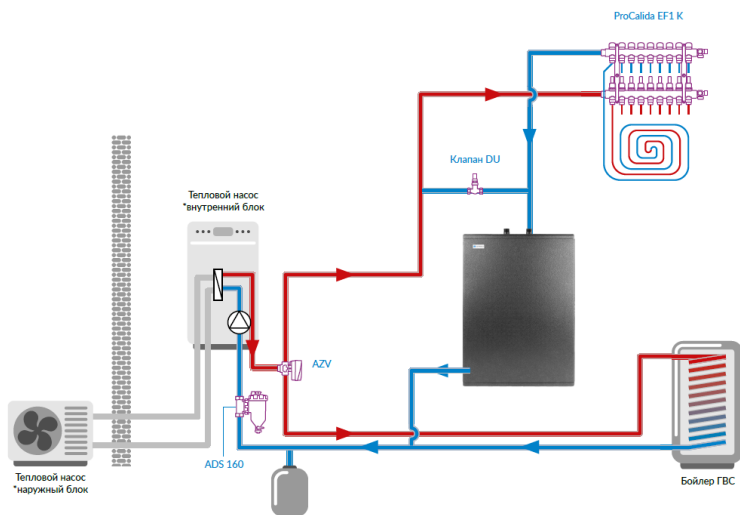 ProCalida EF1 K
Клапан DU
Тепловой насос
*внутренний блок
AZV
ADS 160
Тепловой насос
*наружный блок
Бойлер ГВС